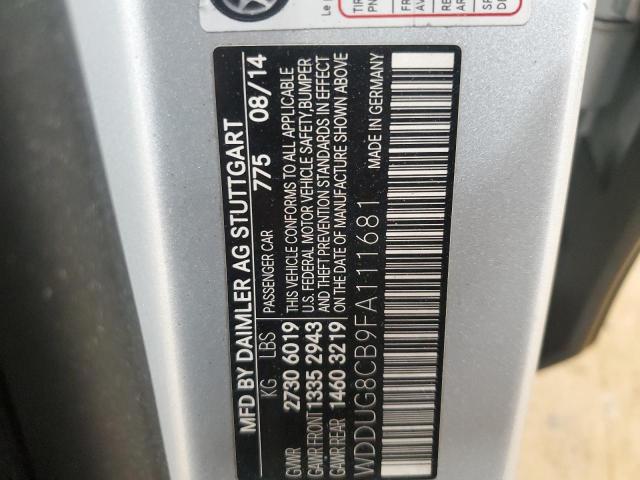 MFD BY DAIMLER AG STUTTGART
775 08/14
KG LBS
PASSENGER CAR
GVWR 2730 6019
GAWR FRONT 1335 2943
GAWR REAR 1460 3219
THIS VEHICLE CONFORMS TO ALL APPLICABLE
U.S. FEDERAL MOTOR VEHICLE SAFETY,BUMPER
AND THEFT PREVENTION STANDARDS IN EFFECT
ON THE DATE OF MANUFACTURE SHOWN ABOVE
WDDUG8CB9FA111681
MADE IN GERMANY
Le